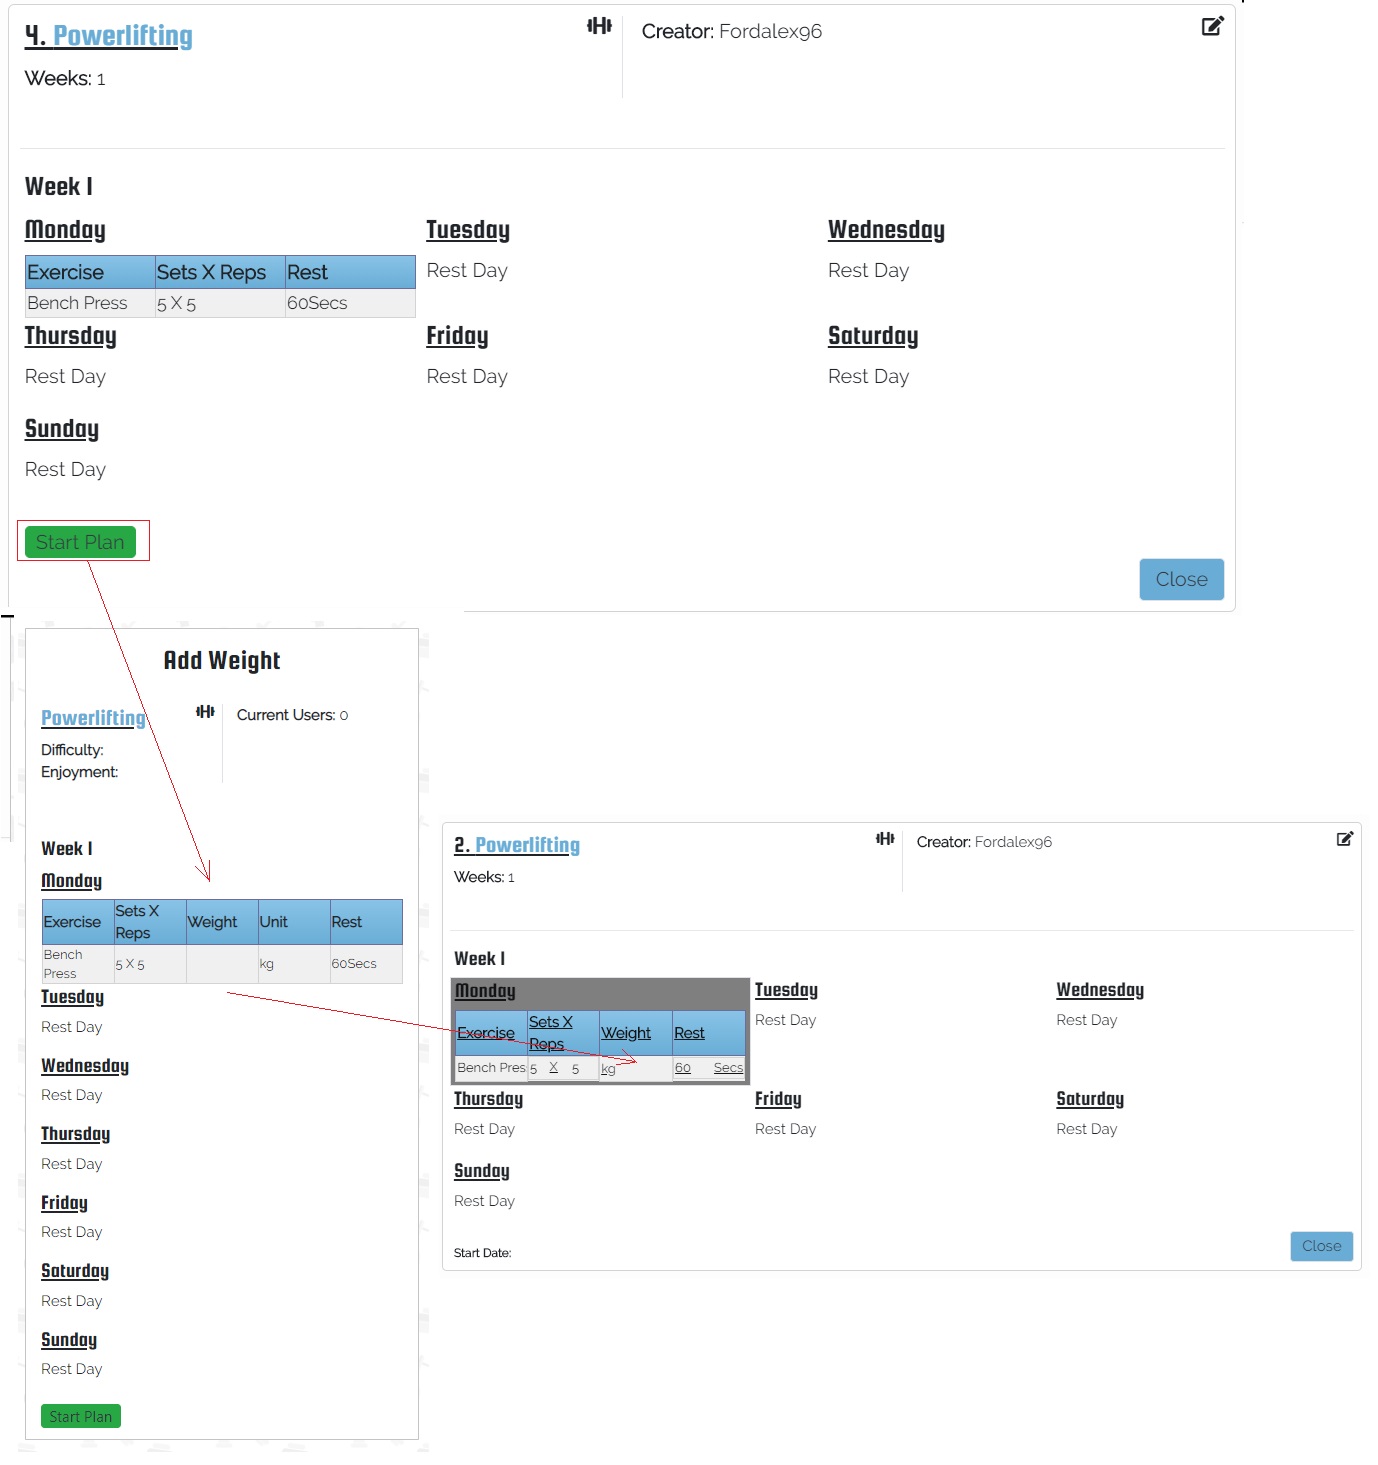 4. Powerlifting
Creator: Fordalex96
Weeks: 1
Week 1
Monday
Tuesday
Wednesday
Exercise Sets X Reps Rest
Bench Press 5 X 5 60Secs
Rest Day
Rest Day
Thursday
Friday
Saturday
Rest Day
Rest Day
Rest Day
Sunday
Rest Day
Start Plan
Close
Add Weight
Powerlifting
Current Users: 0
Difficulty:
Enjoyment:
Week 1
Monday
Exercise Sets X Reps Weight Unit Rest
Bench Press 5 X 5 kg 60Secs
Tuesday
Rest Day
Wednesday
Rest Day
Thursday
Rest Day
Friday
Rest Day
Saturday
Rest Day
Sunday
Rest Day
Start Plan
2. Powerlifting
Creator: Fordalex96
Weeks: 1
Week 1
Monday
Tuesday
Wednesday
Exercise Sets X Reps Weight Rest
Bench Pres 5 X 5 kg 60 Secs
Rest Day
Rest Day
Thursday
Friday
Saturday
Rest Day
Rest Day
Rest Day
Sunday
Rest Day
Start Date:
Close